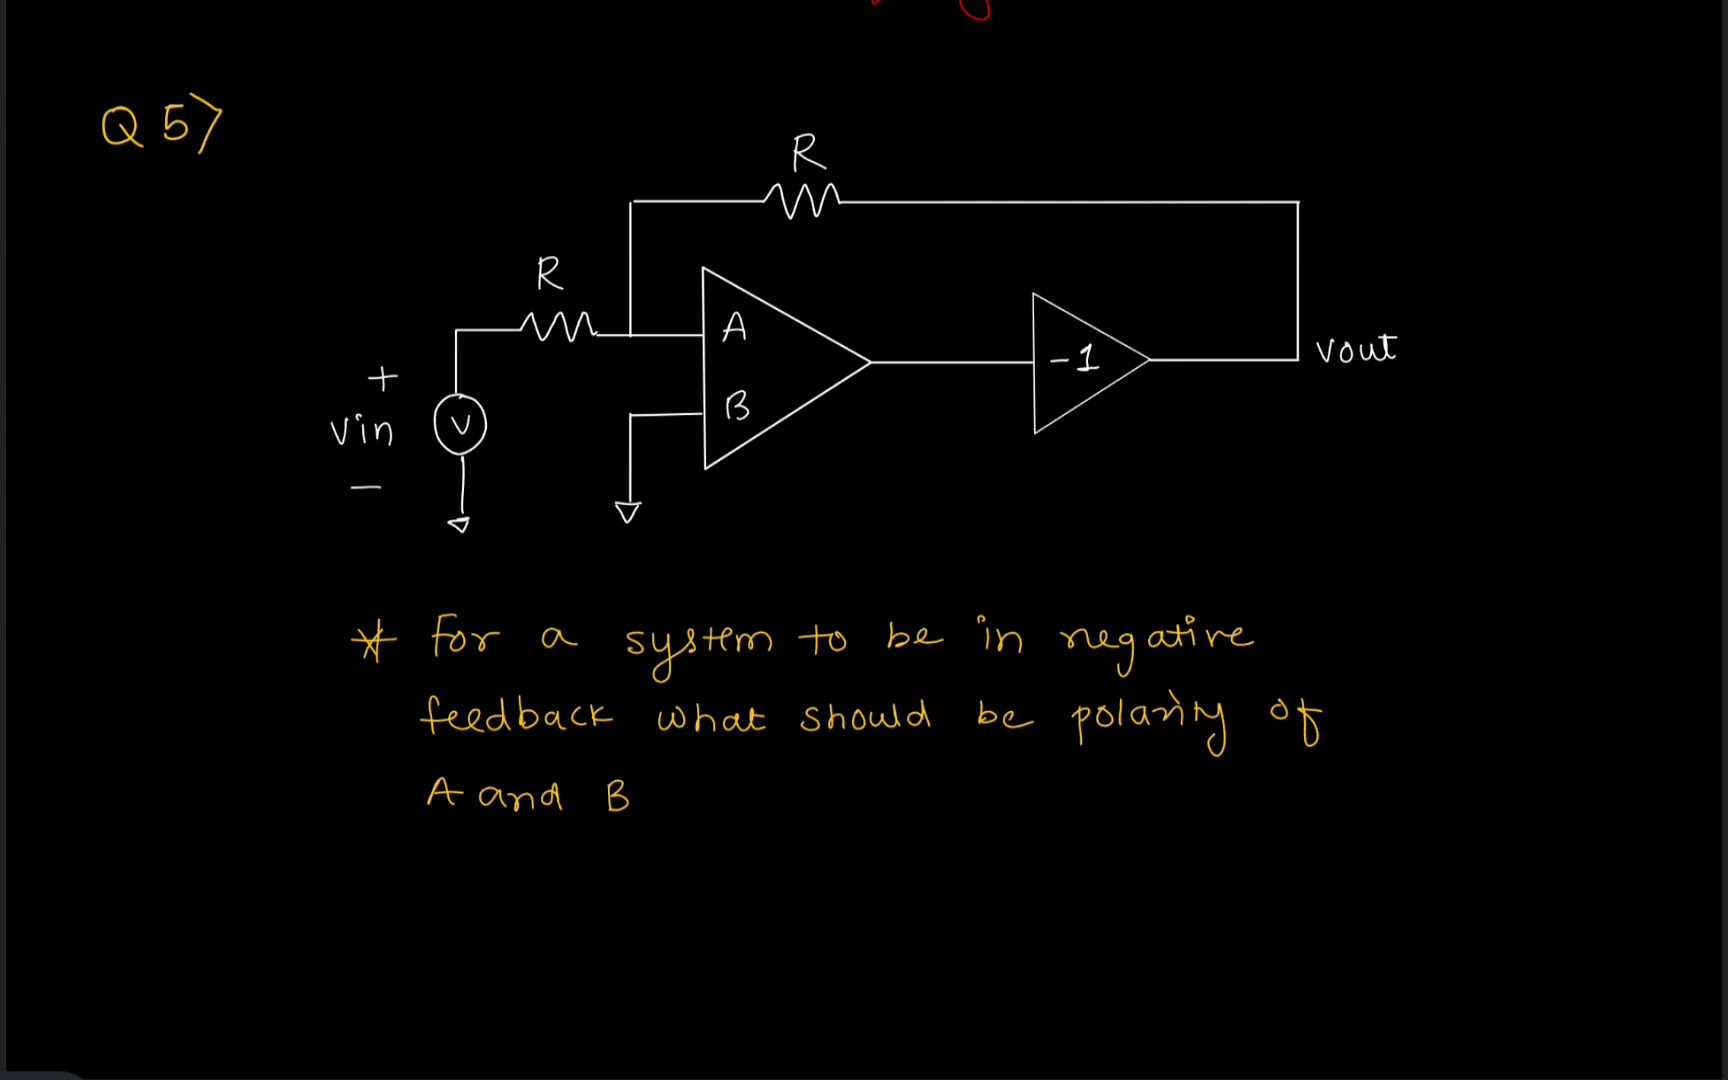 Q 5>
R
R
A
B
-1
vout
+
vin
v
-
* For a system to be in negative
feedback what should be polarity of
A and B